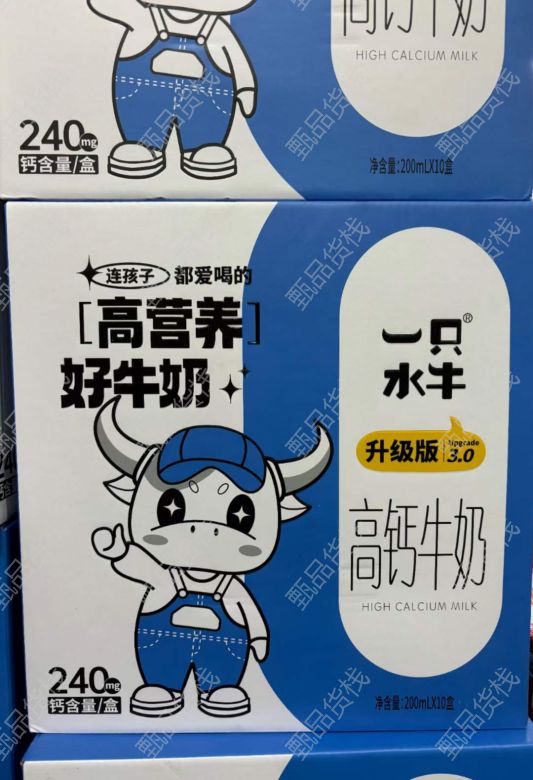 高钙牛奶
HIGH CALCIUM MILK
240mg
钙含量/盒
净含量:200mLX10盒
连孩子 都爱喝的
[高营养]
好牛奶
一只®
水牛
升级版 Upgrade 3.0
高钙牛奶
HIGH CALCIUM MILK
240mg
钙含量/盒
净含量:200mLX10盒
甄品货栈